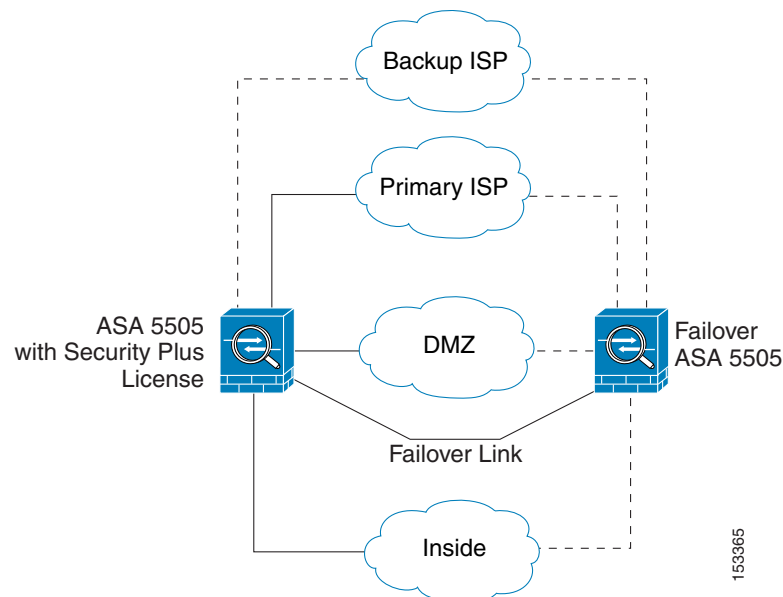 Backup ISP
Primary ISP
ASA 5505
with Security Plus
License
DMZ
Failover
ASA 5505
Failover Link
Inside
153365